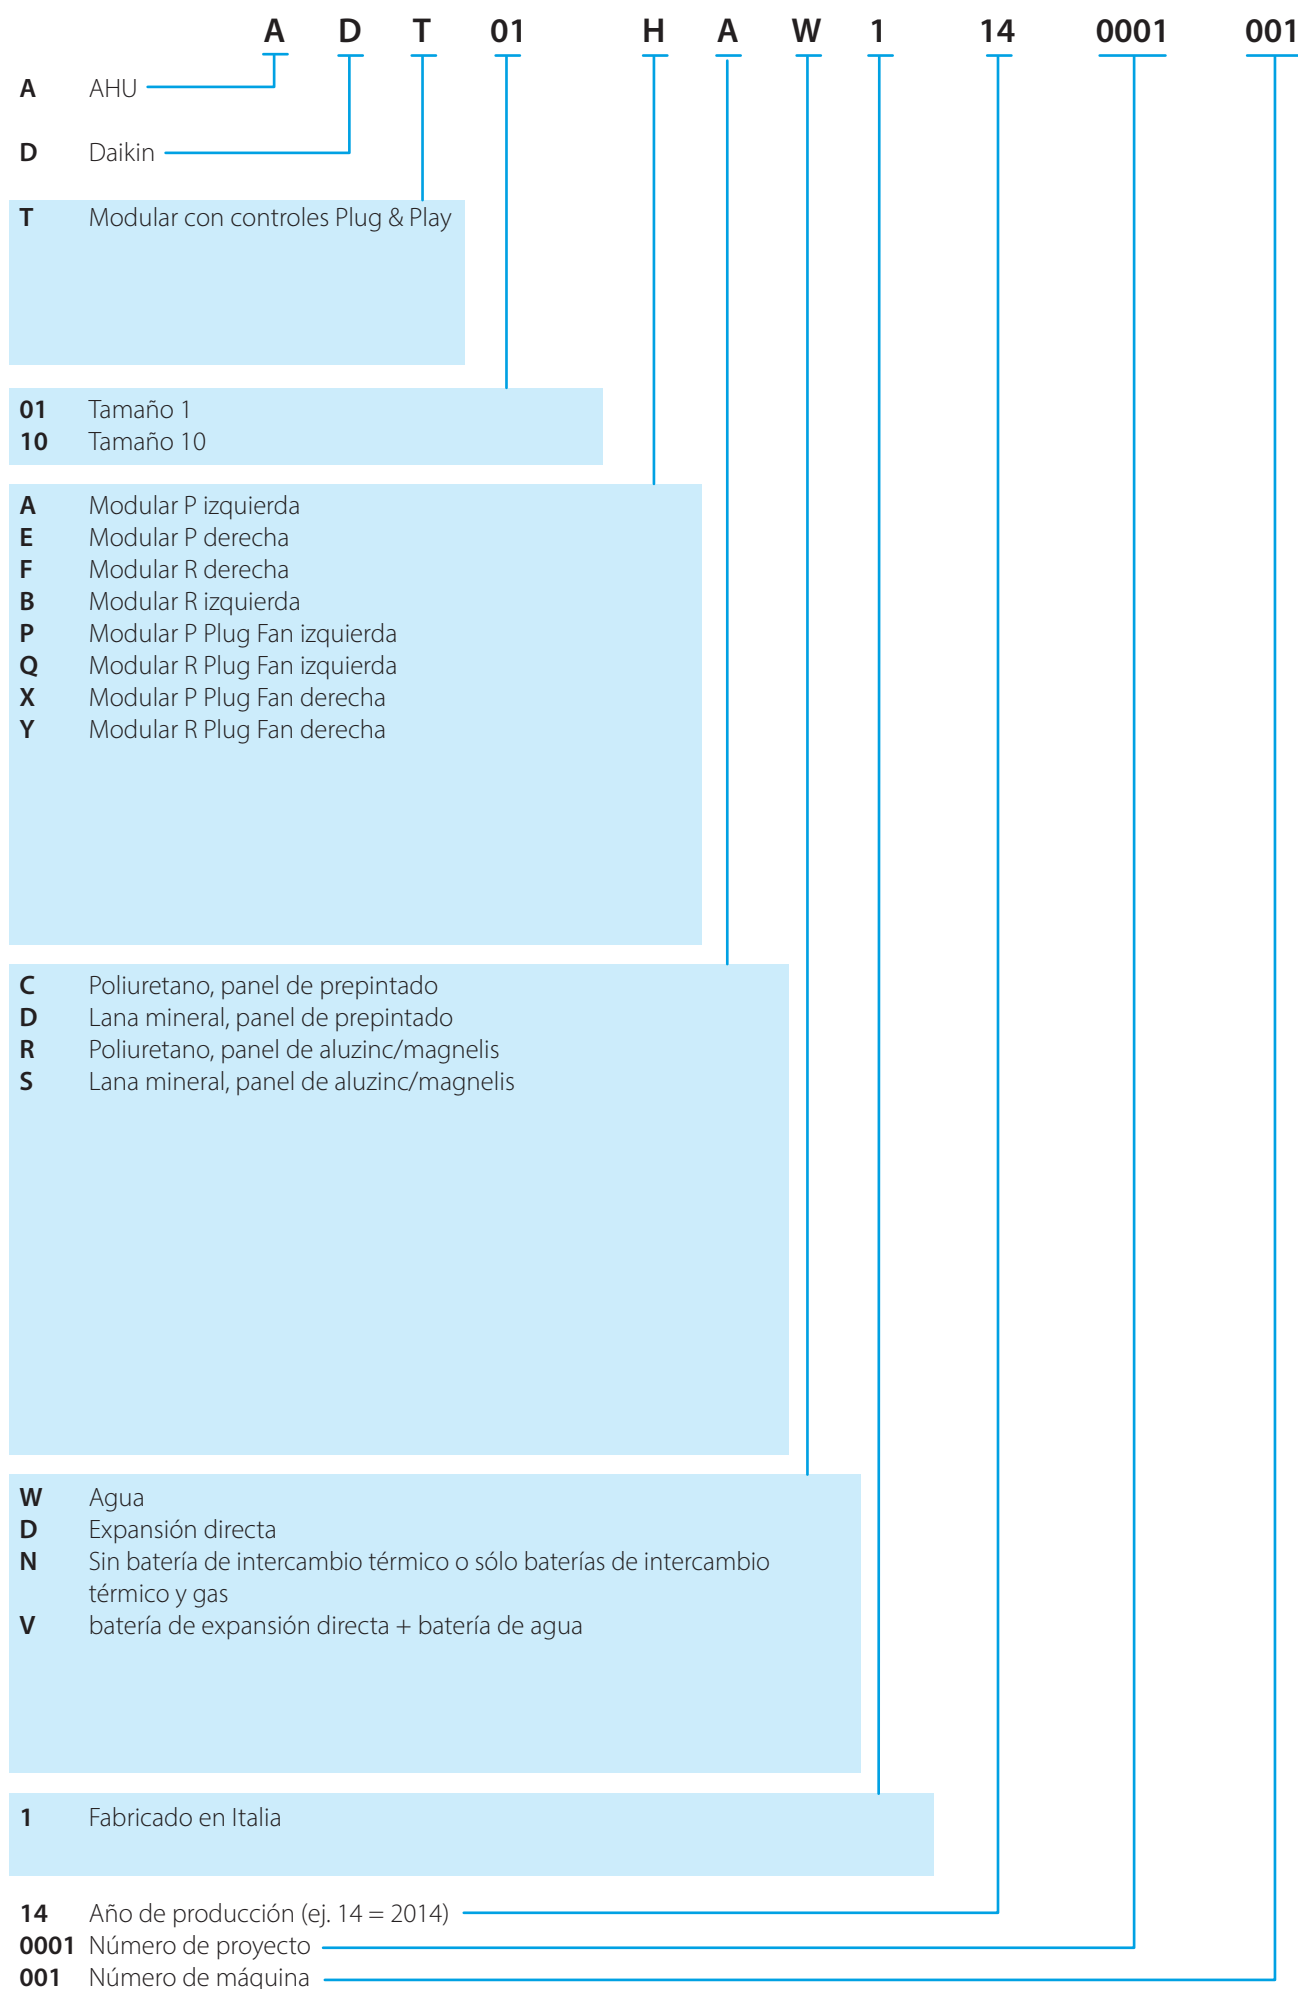 A D T 01 H A W 1 14 0001 001
A AHU
D Daikin
T Modular con controles Plug & Play
01 Tamaño 1
10 Tamaño 10
A Modular P izquierda
E Modular P derecha
F Modular R derecha
B Modular R izquierda
P Modular P Plug Fan izquierda
Q Modular R Plug Fan izquierda
X Modular P Plug Fan derecha
Y Modular R Plug Fan derecha
C Poliuretano, panel de prepintado
D Lana mineral, panel de prepintado
R Poliuretano, panel de aluzinc/magnelis
S Lana mineral, panel de aluzinc/magnelis
W Agua
D Expansión directa
N Sin batería de intercambio térmico o sólo baterías de intercambio
térmico y gas
V batería de expansión directa + batería de agua
1 Fabricado en Italia
14 Año de producción (ej. 14 = 2014)
0001 Número de proyecto
001 Número de máquina